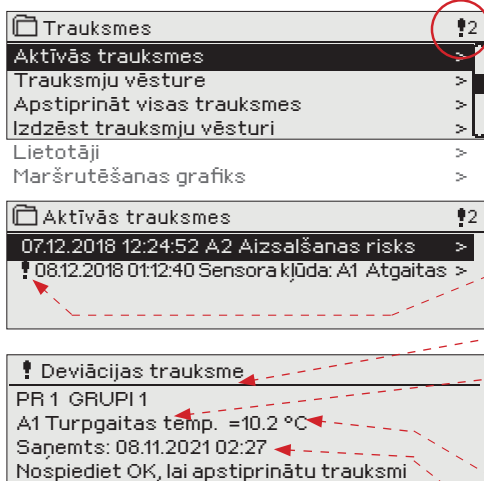 Trauksmes 2
Aktīvās trauksmes >
Trauksmju vēsture >
Apstiprināt visas trauksmes >
Izdzēst trauksmju vēsturi >
Lietotāji >
Maršrutēšanas grafiks >
Aktīvās trauksmes 2
07.12.2018 12:24:52 A2 Aizsalšanas risks >
! 08.12.2018 01:12:40 Sensora kļūda: A1 Atgaitas >
! Deviācijas trauksme
PR 1 GRUPI 1
A1 Turpgaitas temp. =10.2 °C
Saņemts: 08.11.2021 02:27
Nospiediet OK, lai apstiprinātu trauksmi